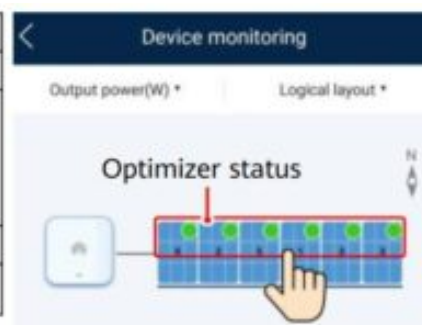 Device monitoring
Output power(W)
Logical layout
N
Optimizer status